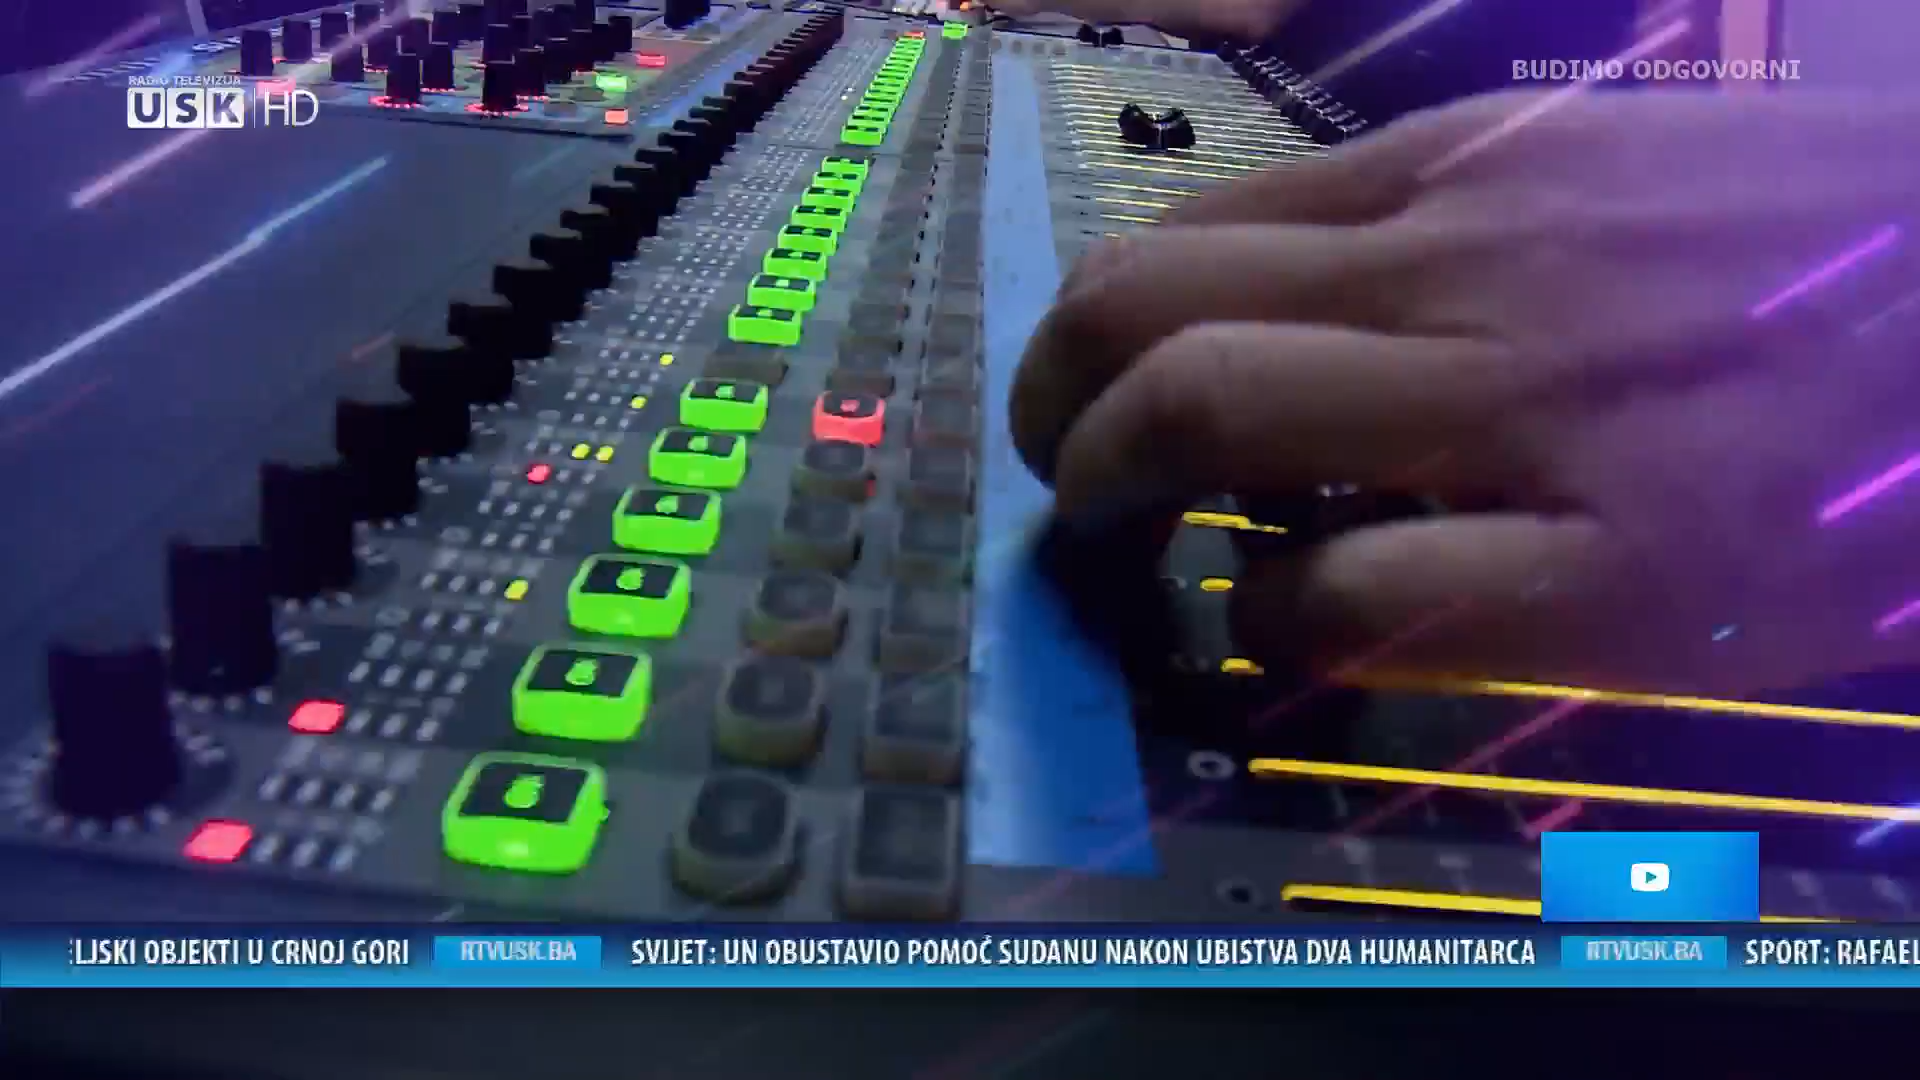 RADIO TELEVIZIJA
USK HD
BUDIMO ODGOVORNI
LJSKI OBJEKTI U CRNOJ GORI RTVUSK.BA SVIJET: UN OBUSTAVIO POMOĆ SUDANU NAKON UBISTVA DVA HUMANITARCA RTVUSK.BA SPORT: RAFAEL